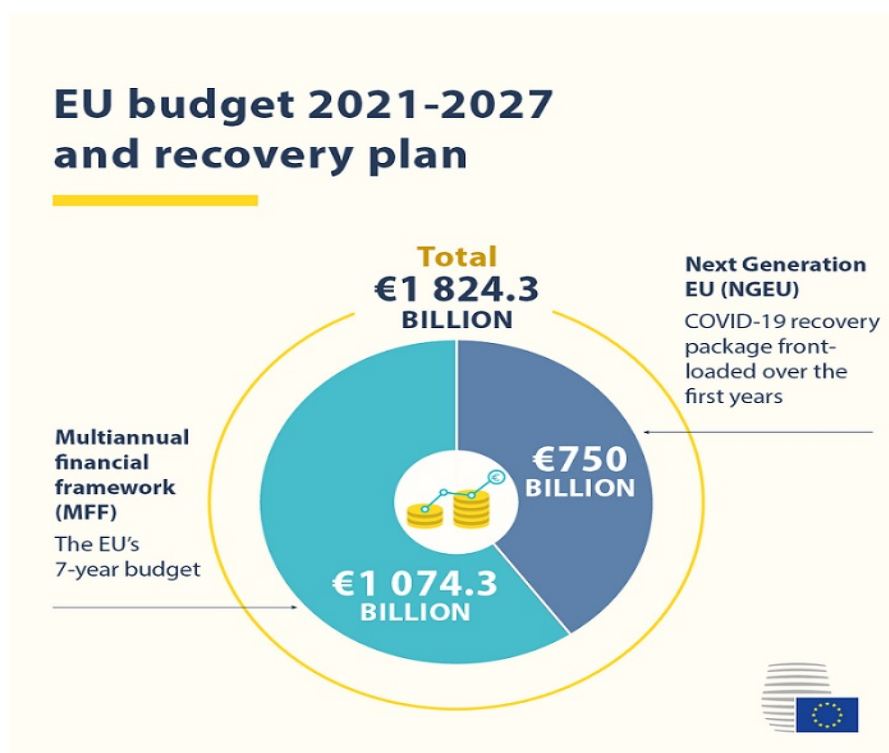 EU budget 2021-2027
and recovery plan
Total
€1 824.3
BILLION
Next Generation
EU (NGEU)
COVID-19 recovery
package front-
loaded over the
first years
Multiannual
financial
framework
(MFF)
The EU's
7-year budget
€750
BILLION
€
€1 074.3
BILLION